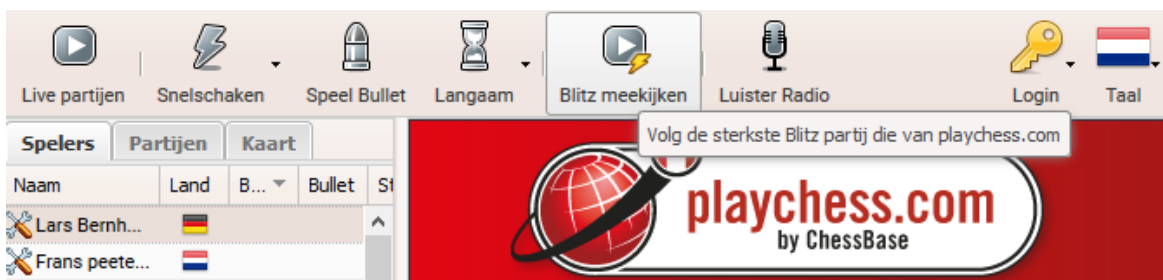 Live partijen Snelschaken Speel Bullet Langaam Blitz meekijken Luister Radio Login Taal
Volg de sterkste Blitz partij die van playchess.com
Spelers Partijen Kaart
Naam Land B... Bullet St
Lars Bernh...
Frans peete...
playchess.com
by ChessBase